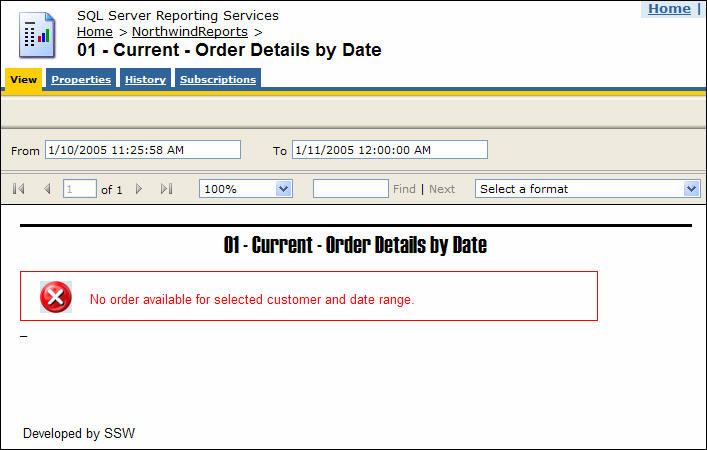 SQL Server Reporting Services
Home |
Home > NorthwindReports >
01 - Current - Order Details by Date
View Properties History Subscriptions
From 1/10/2005 11:25:58 AM To 1/11/2005 12:00:00 AM
1 of 1 100% Find | Next Select a format
01 - Current - Order Details by Date
No order available for selected customer and date range.
Developed by SSW